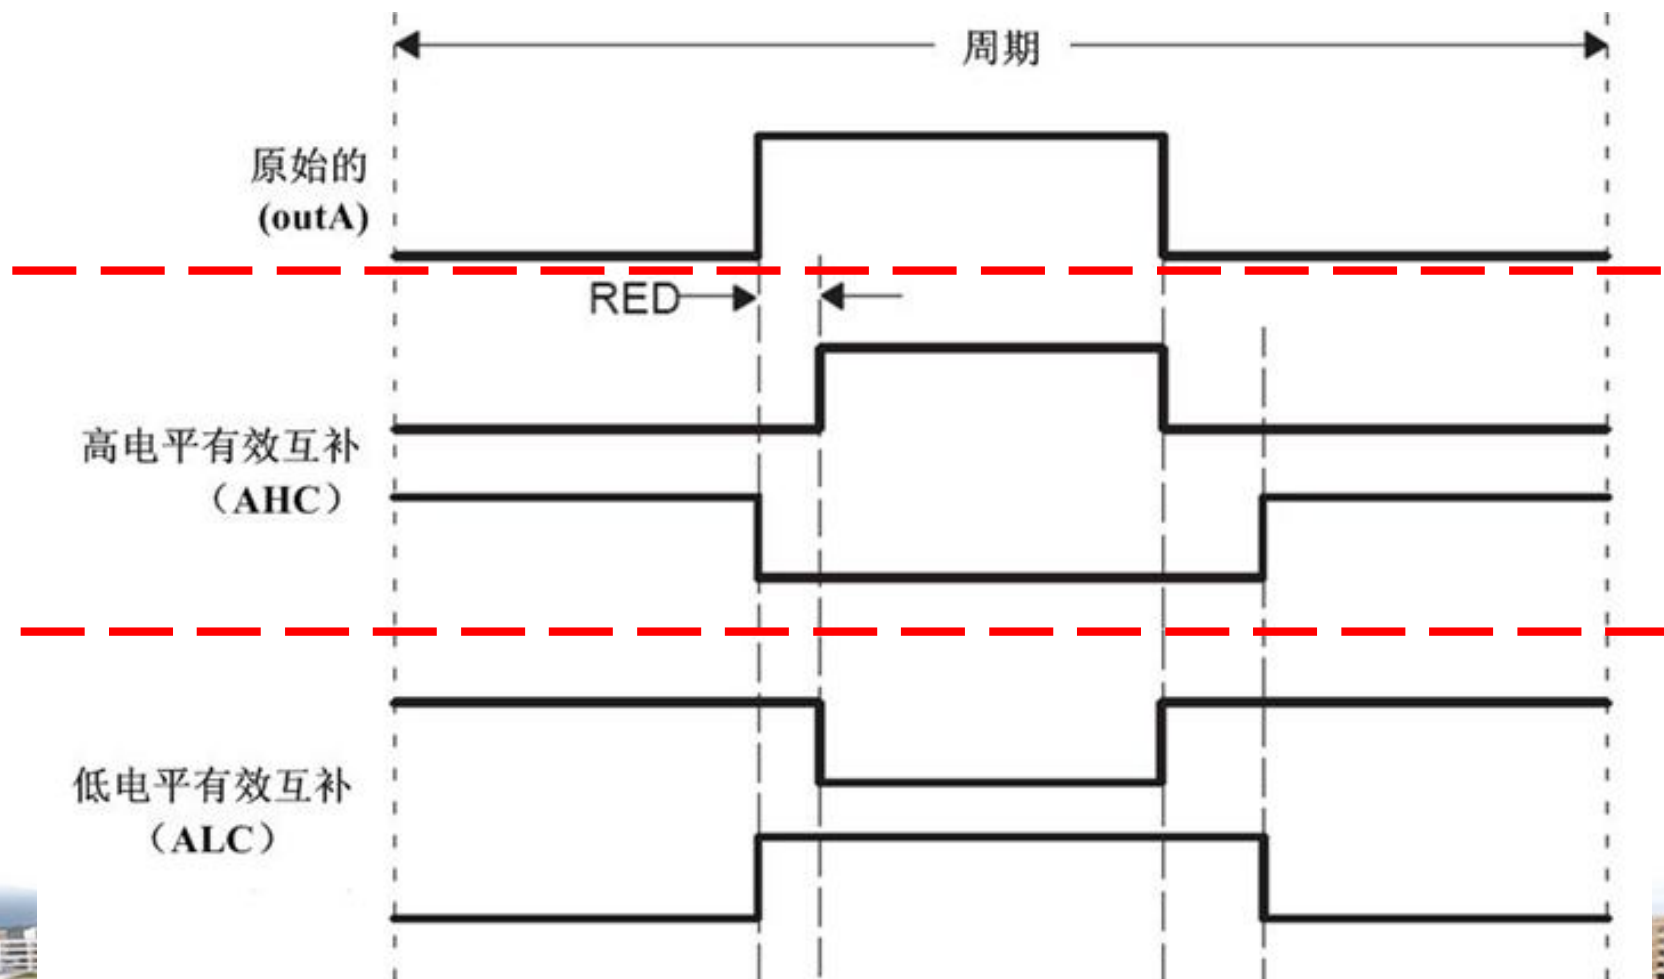 周期
原始的
(outA)
RED
高电平有效互补
（AHC）
低电平有效互补
（ALC）